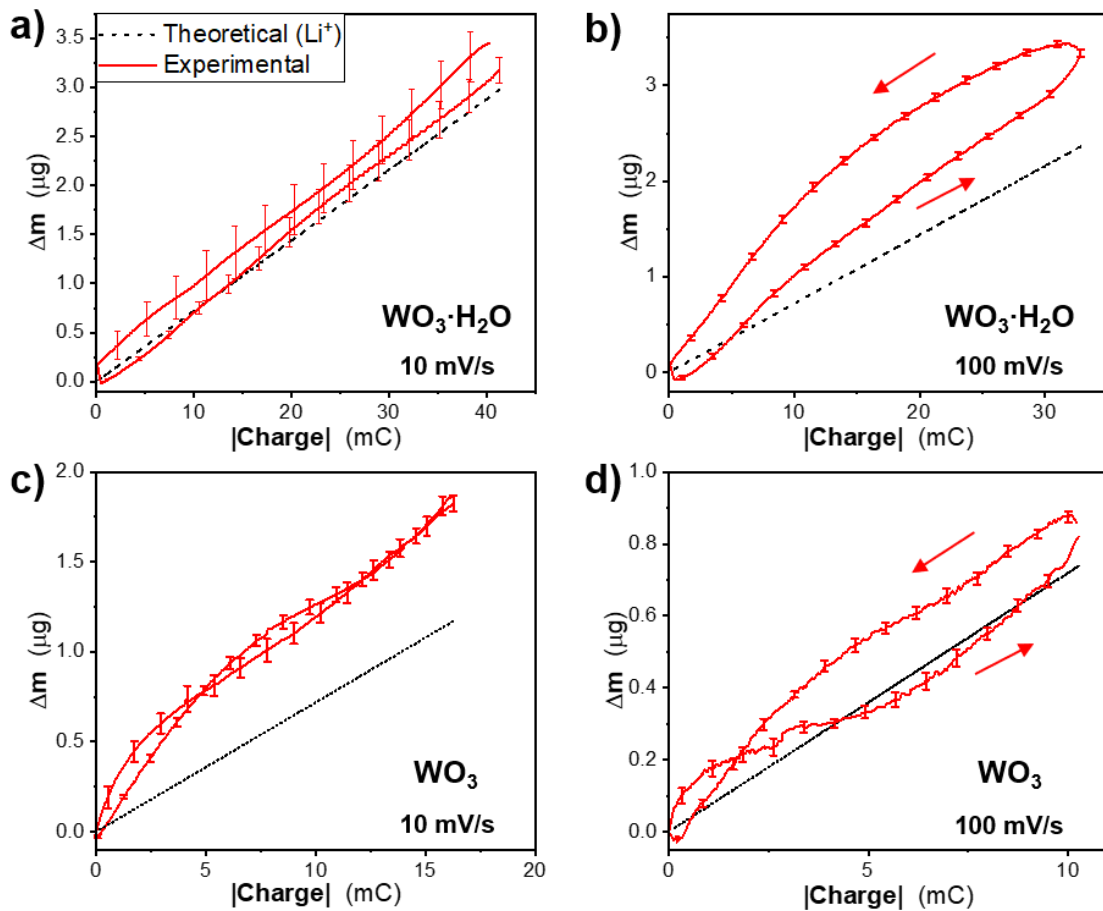 a)
Theoretical (Li⁺)
Experimental
3.5
3.0
2.5
2.0
1.5
1.0
0.5
0.0
Δm (μg)
WO₃·H₂O
10 mV/s
0 10 20 30 40
|Charge| (mC)
b)
3
2
1
0
Δm (μg)
WO₃·H₂O
100 mV/s
0 10 20 30
|Charge| (mC)
c)
2.0
1.5
1.0
0.5
0.0
Δm (μg)
WO₃
10 mV/s
0 5 10 15 20
|Charge| (mC)
d)
1.0
0.8
0.6
0.4
0.2
0.0
Δm (μg)
WO₃
100 mV/s
0 5 10
|Charge| (mC)